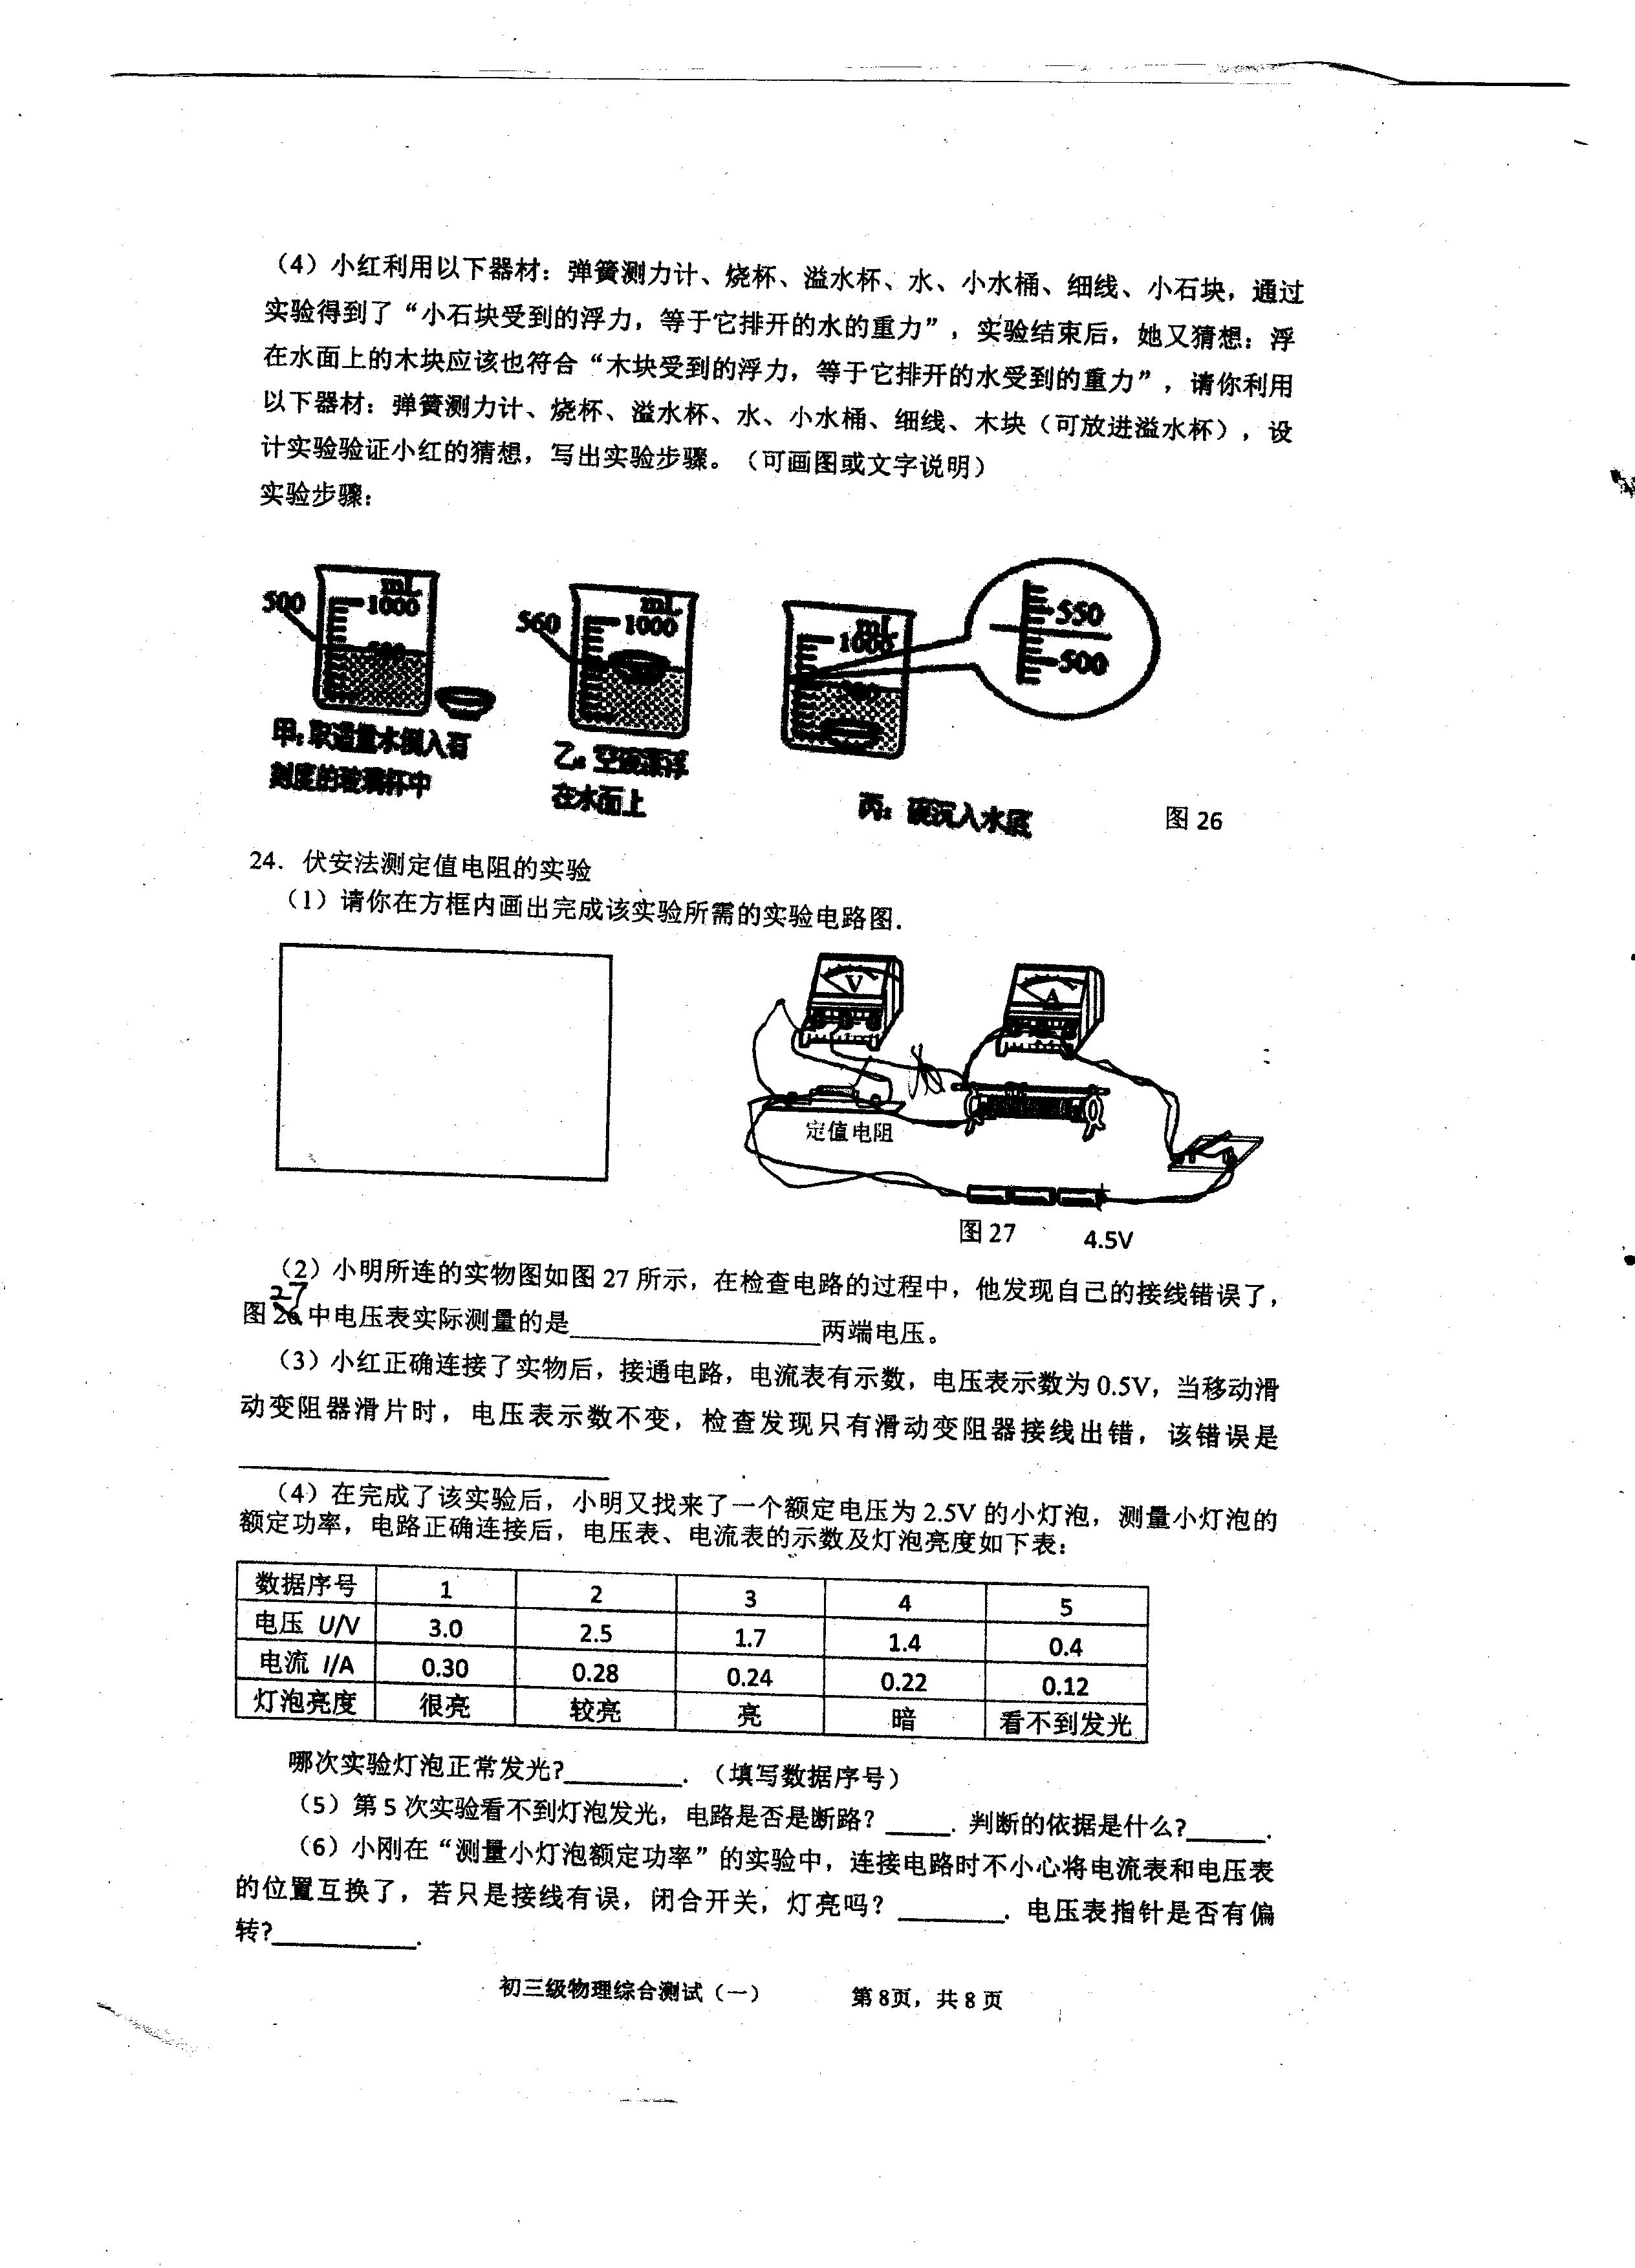 （4）小红利用以下器材：弹簧测力计、烧杯、溢水杯、水、小水桶、细线、小石块，通过
实验得到了“小石块受到的浮力，等于它排开的水的重力”，实验结束后，她又猜想：浮
在水面上的木块应该也符合“木块受到的浮力，等于它排开的水受到的重力”，请你利用
以下器材：弹簧测力计、烧杯、溢水杯、水、小水桶、细线、木块（可放进溢水杯），设
计实验验证小红的猜想，写出实验步骤。（可画图或文字说明）
实验步骤：
500 mL 1000 500
560 mL 1000
mL 1000 500
550
500
甲：取适量水倒入有
刻度的玻璃杯中
乙：空碗漂浮
在水面上
丙：碗沉入水底
图 26
24．伏安法测定值电阻的实验
（1）请你在方框内画出完成该实验所需的实验电路图.
V
A
定值电阻
图 27 4.5V
（2）小明所连的实物图如图 27 所示，在检查电路的过程中，他发现自己的接线错误了，
27
图 26 中电压表实际测量的是__________两端电压。
（3）小红正确连接了实物后，接通电路，电流表有示数，电压表示数为 0.5V，当移动滑
动变阻器滑片时，电压表示数不变，检查发现只有滑动变阻器接线出错，该错误是
__________
（4）在完成了该实验后，小明又找来了一个额定电压为 2.5V 的小灯泡，测量小灯泡的
额定功率，电路正确连接后，电压表、电流表的示数及灯泡亮度如下表：
数据序号 1 2 3 4 5
电压 U/V 3.0 2.5 1.7 1.4 0.4
电流 I/A 0.30 0.28 0.24 0.22 0.12
灯泡亮度 很亮 较亮 亮 暗 看不到发光
哪次实验灯泡正常发光?________.（填写数据序号）
（5）第 5 次实验看不到灯泡发光，电路是否是断路？_____. 判断的依据是什么?______.
（6）小刚在“测量小灯泡额定功率”的实验中，连接电路时不小心将电流表和电压表
的位置互换了，若只是接线有误，闭合开关，灯亮吗？________. 电压表指针是否有偏
转?__________.
初三级物理综合测试（一） 第 8页，共 8 页